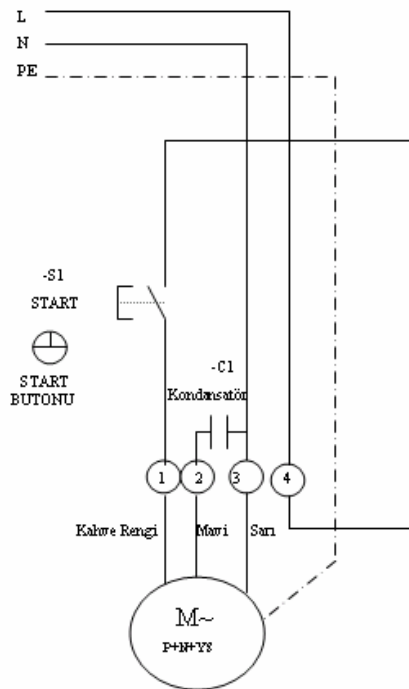 L
N
PE
-S1
START
START
BUTONU
-C1
Kondansatör
1 2 3 4
Kahve Rengi Mavi Sarı
M~
P+N+YS